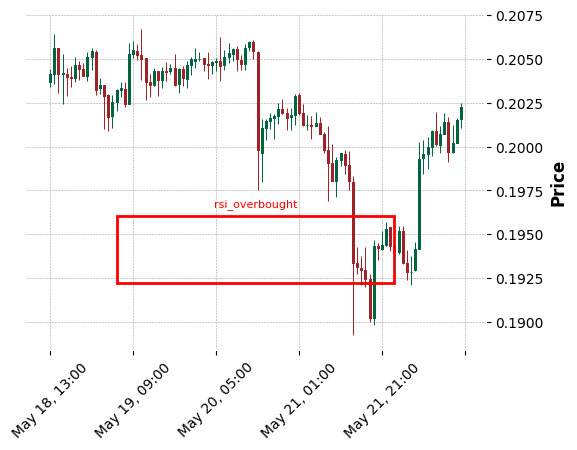 0.2075
0.2050
0.2025
0.2000
0.1975
0.1950
0.1925
0.1900
Price
rsi_overbought
May 18, 13:00
May 19, 09:00
May 20, 05:00
May 21, 01:00
May 21, 21:00